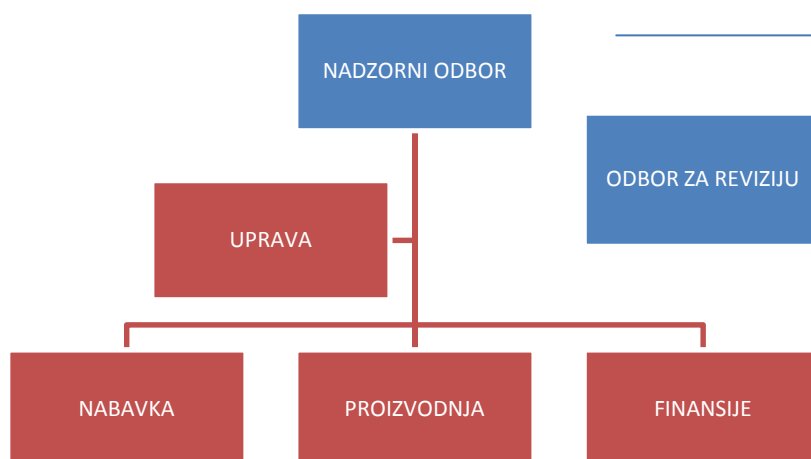 NADZORNI ODBOR
ODBOR ZA REVIZIJU
UPRAVA
NABAVKA
PROIZVODNJA
FINANSIJE